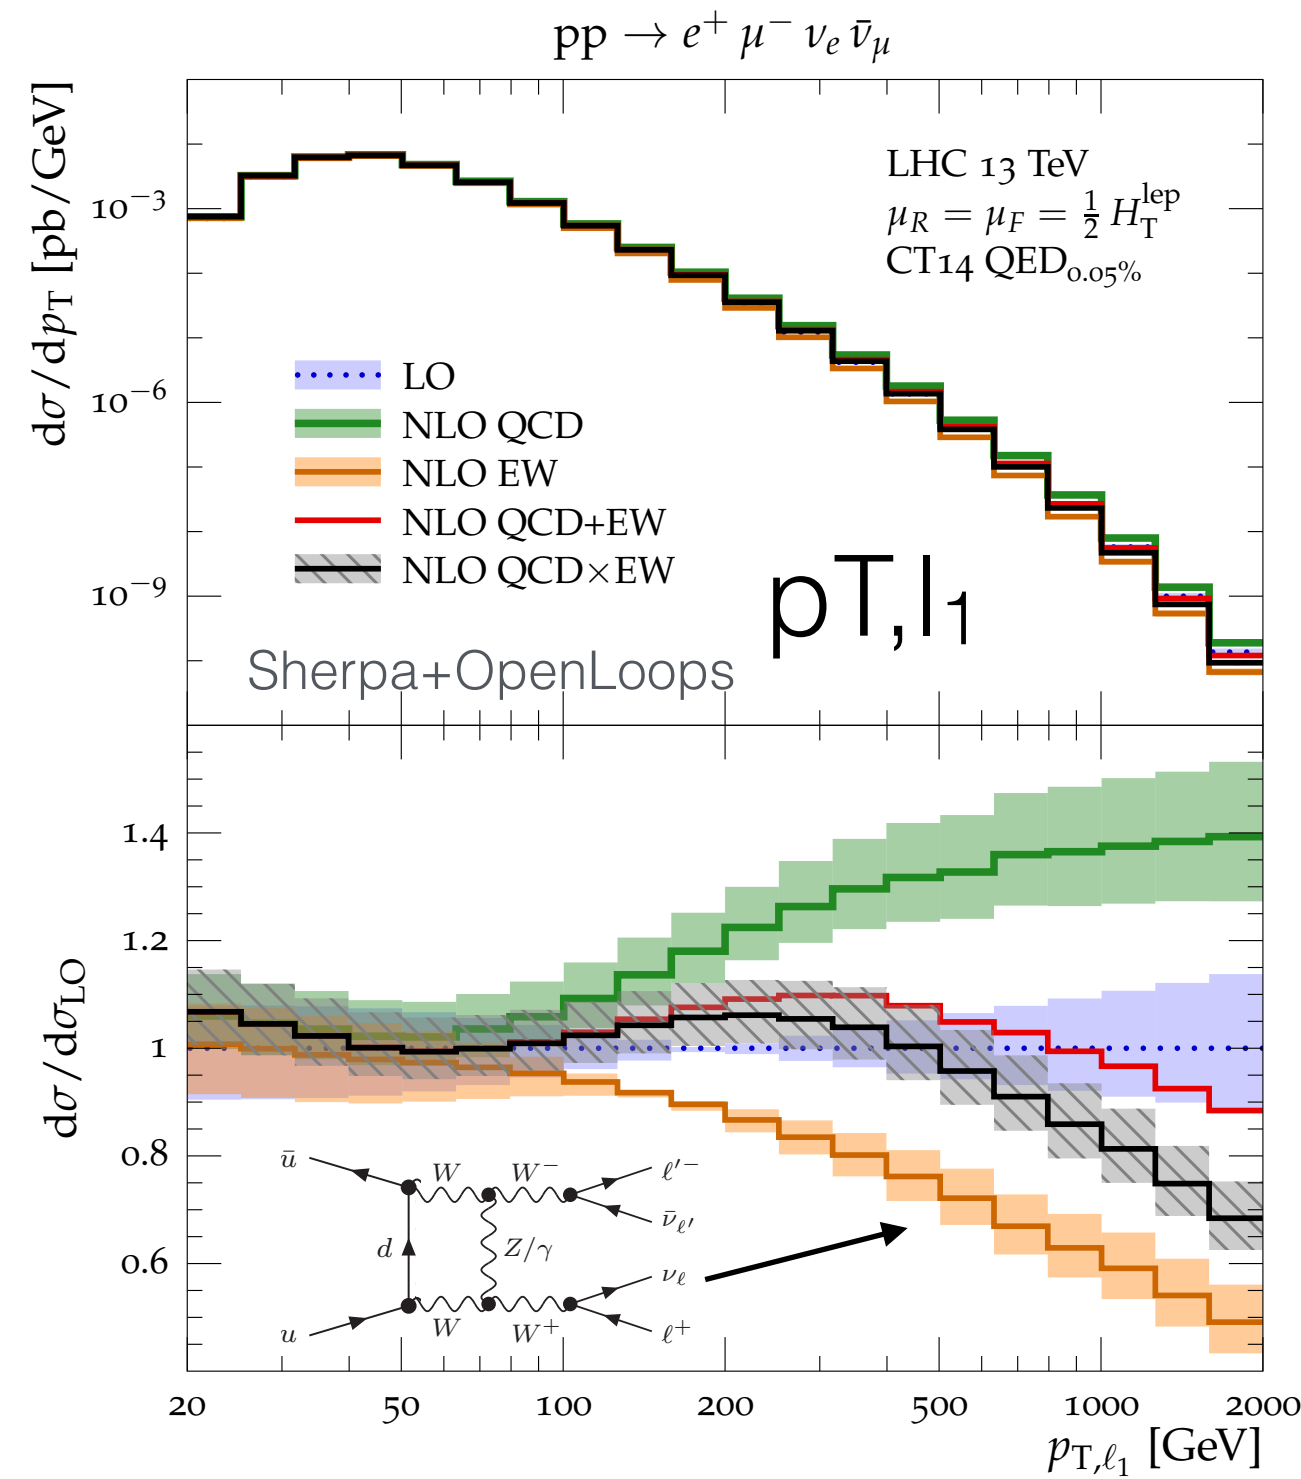 pp → e⁺ μ⁻ ν_e ν̄_μ
dσ/dp_T [pb/GeV]
10⁻³
10⁻⁶
10⁻⁹
LHC 13 TeV
μ_R = μ_F = ½ H_T^lep
CT14 QED_0.05%
LO
NLO QCD
NLO EW
NLO QCD+EW
NLO QCD×EW
pT,l₁
Sherpa+OpenLoops
dσ/dσ_LO
1.4
1.2
1
0.8
0.6
ū
W
W⁻
ℓ′⁻
ν̄_ℓ′
d
Z/γ
ν_ℓ
u
W
W⁺
ℓ⁺
20 50 100 200 500 1000 2000
p_T,ℓ₁ [GeV]